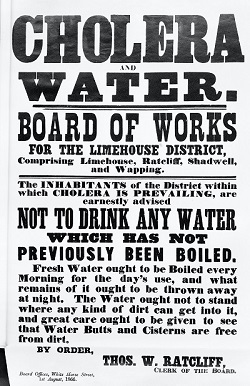 CHOLERA
AND
WATER.
BOARD OF WORKS
FOR THE LIMEHOUSE DISTRICT,
Comprising Limehouse, Ratcliff, Shadwell,
and Wapping.
The INHABITANTS of the District within
which CHOLERA IS PREVAILING, are
earnestly advised
NOT TO DRINK ANY WATER
WHICH HAS NOT
PREVIOUSLY BEEN BOILED.
Fresh Water ought to be Boiled every
Morning for the day's use, and what
remains of it ought to be thrown away
at night. The Water ought not to stand
where any kind of dirt can get into it,
and great care ought to be given to see
that Water Butts and Cisterns are free
from dirt.
BY ORDER,
THOS. W. RATCLIFF,
CLERK OF THE BOARD.
Board Offices, White Horse Street,
1st August, 1866.